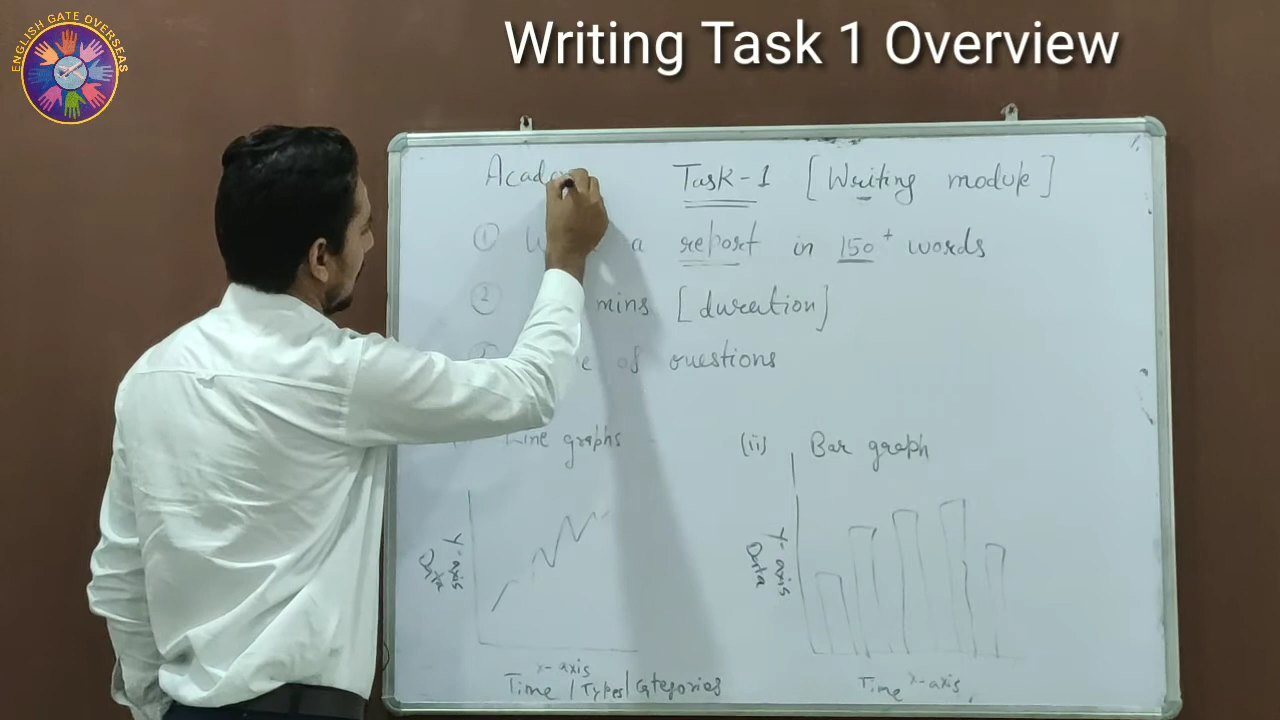 ENGLISH GATE OVERSEAS
Writing Task 1 Overview
Acade
Task-1 [Writing module]
① W a report in 150+ words
② mins [duration]
e of questions
Line graphs
(ii) Bar graph
Y-axis
Data
Y-axis
Data
x-axis
Time / Types / Categories
Time x-axis